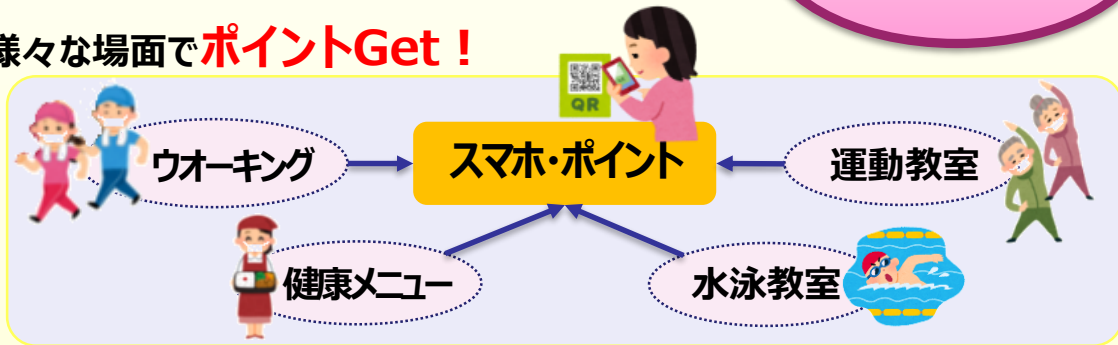 様々な場面でポイントGet！
QR
スマホ・ポイント
ウオーキング
運動教室
健康メニュー
水泳教室